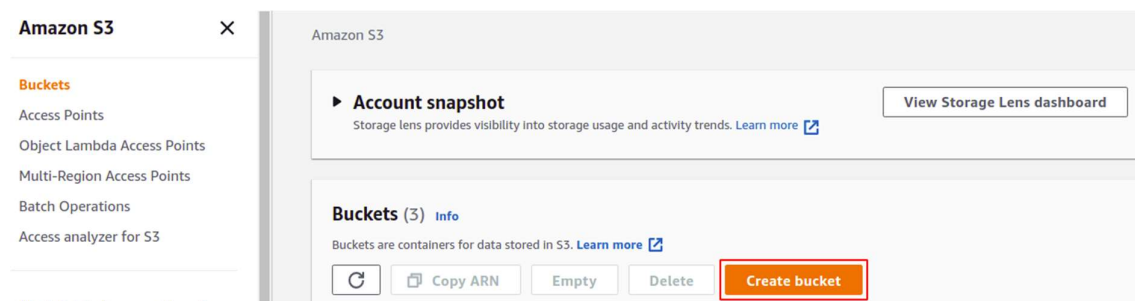 Amazon S3
Buckets
Access Points
Object Lambda Access Points
Multi-Region Access Points
Batch Operations
Access analyzer for S3
Amazon S3
Account snapshot
View Storage Lens dashboard
Storage lens provides visibility into storage usage and activity trends. Learn more
Buckets (3) Info
Buckets are containers for data stored in S3. Learn more
Copy ARN Empty Delete Create bucket